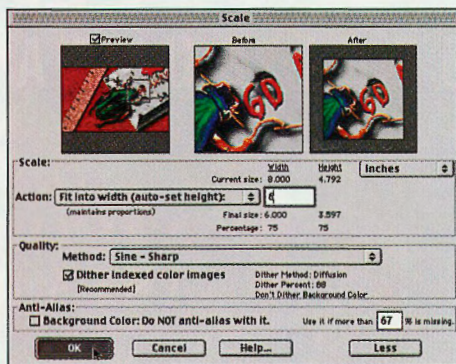 Scale
Preview Before After
60 60
Scale:
Width Height inches
Current size: 8.000 4.792
Action: Fit into width (auto-set height): 6
(maintains proportions)
Final size: 6.000 3.597
Percentage: 75 75
Quality:
Method: Sine - Sharp
Dither indexed color images
(Recommended)
Dither Method: Diffusion
Dither Percent: 88
Don't Dither Background Color
Anti-Alias:
Background Color: Do NOT anti-alias with it. Use it if more than 67 % is missing.
OK Cancel Help... Less